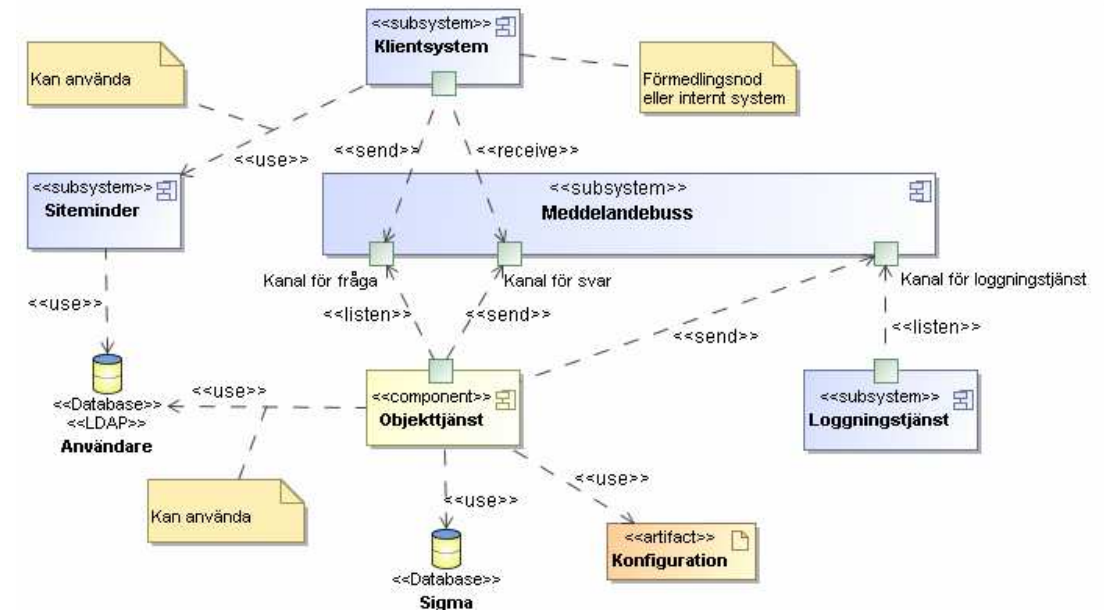 <<subsystem>>
Klientsystem
Kan använda
Förmedlingsnod
eller internt system
<<use>>
<<send>>
<<receive>>
<<subsystem>>
Siteminder
<<subsystem>>
Meddelandebuss
Kanal för fråga
Kanal för svar
Kanal för loggningstjänst
<<use>>
<<listen>>
<<send>>
<<send>>
<<listen>>
<<Database>>
<<LDAP>>
Användare
<<use>>
<<component>>
Objekttjänst
<<subsystem>>
Loggningstjänst
Kan använda
<<use>>
<<use>>
<<Database>>
Sigma
<<artifact>>
Konfiguration